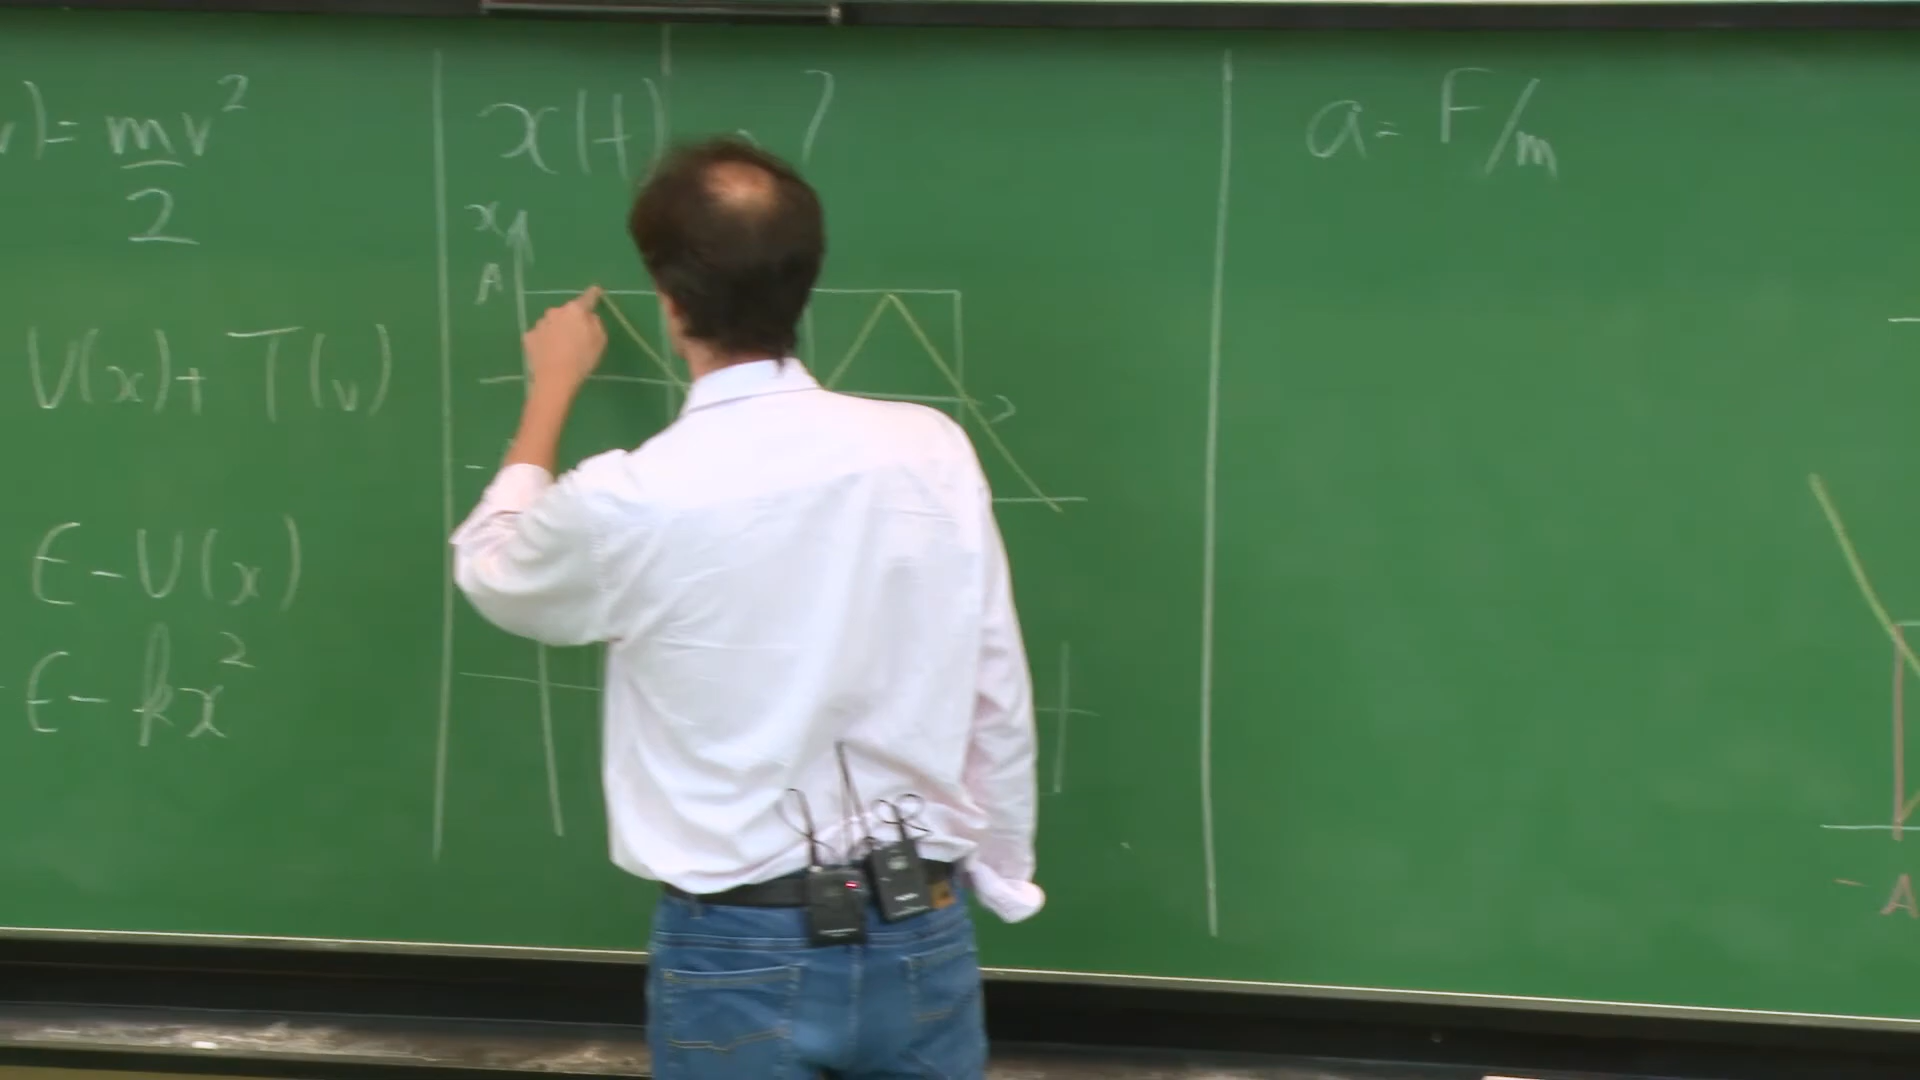 v) = mv²/2
V(x) + T(v)
E - V(x)
E - kx²
x(t) ?
x
A
a = F/m
- A